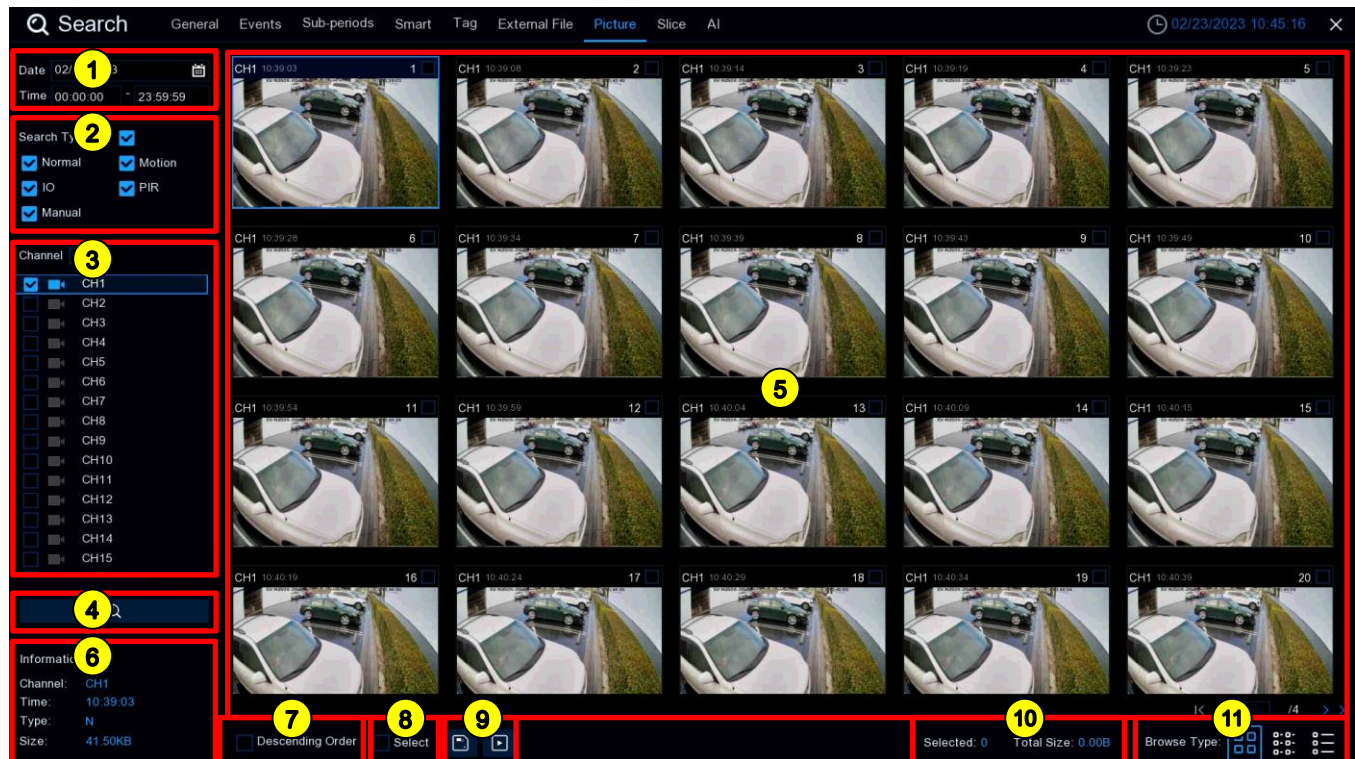 Search General Events Sub-periods Smart Tag External File Picture Slice AI 02/23/2023 10:45:16
1
Date 02/ 3
Time 00:00:00 - 23:59:59
2
Search Ty
Normal Motion
IO PIR
Manual
3
Channel
CH1
CH2
CH3
CH4
CH5
CH6
CH7
CH8
CH9
CH10
CH11
CH12
CH13
CH14
CH15
4
6
Informatio
Channel: CH1
Time: 10:39:03
Type: N
Size: 41.50KB
CH1 10:39:03 1 CH1 10:39:08 2 CH1 10:39:14 3 CH1 10:39:19 4 CH1 10:39:23 5
CH1 10:39:28 6 CH1 10:39:34 7 CH1 10:39:39 8 CH1 10:39:43 9 CH1 10:39:49 10
5
CH1 10:39:54 11 CH1 10:39:59 12 CH1 10:40:04 13 CH1 10:40:09 14 CH1 10:40:15 15
CH1 10:40:19 16 CH1 10:40:24 17 CH1 10:40:29 18 CH1 10:40:34 19 CH1 10:40:39 20
/4
7 8 9 10 11
Descending Order Select Selected: 0 Total Size: 0.00B Browse Type: